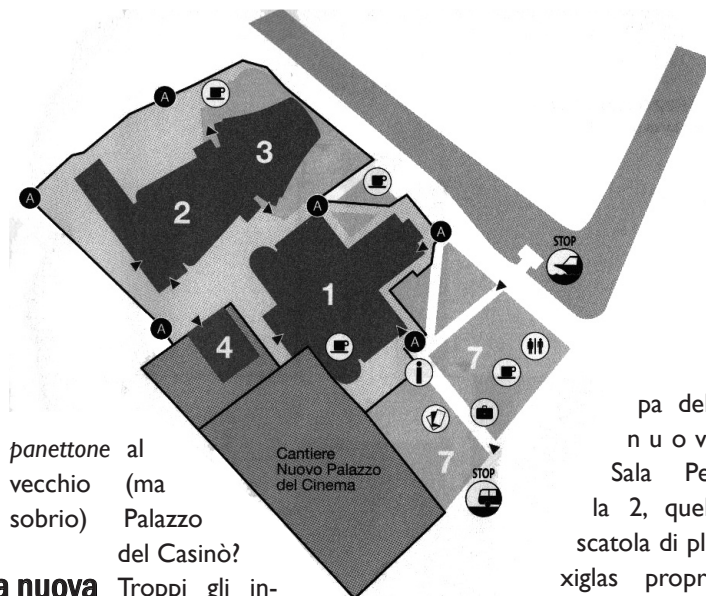 A
3
A
2
A
A
1
STOP
A
4
A
7
i
7
STOP
Cantiere
Nuovo Palazzo
del Cinema
panettone al
vecchio (ma
sobrio) Palazzo
del Casinò?
a nuova Troppi gli in-
pa del
n u o v
Sala Pe
la 2, quel
scatola di pl
xiglas propr